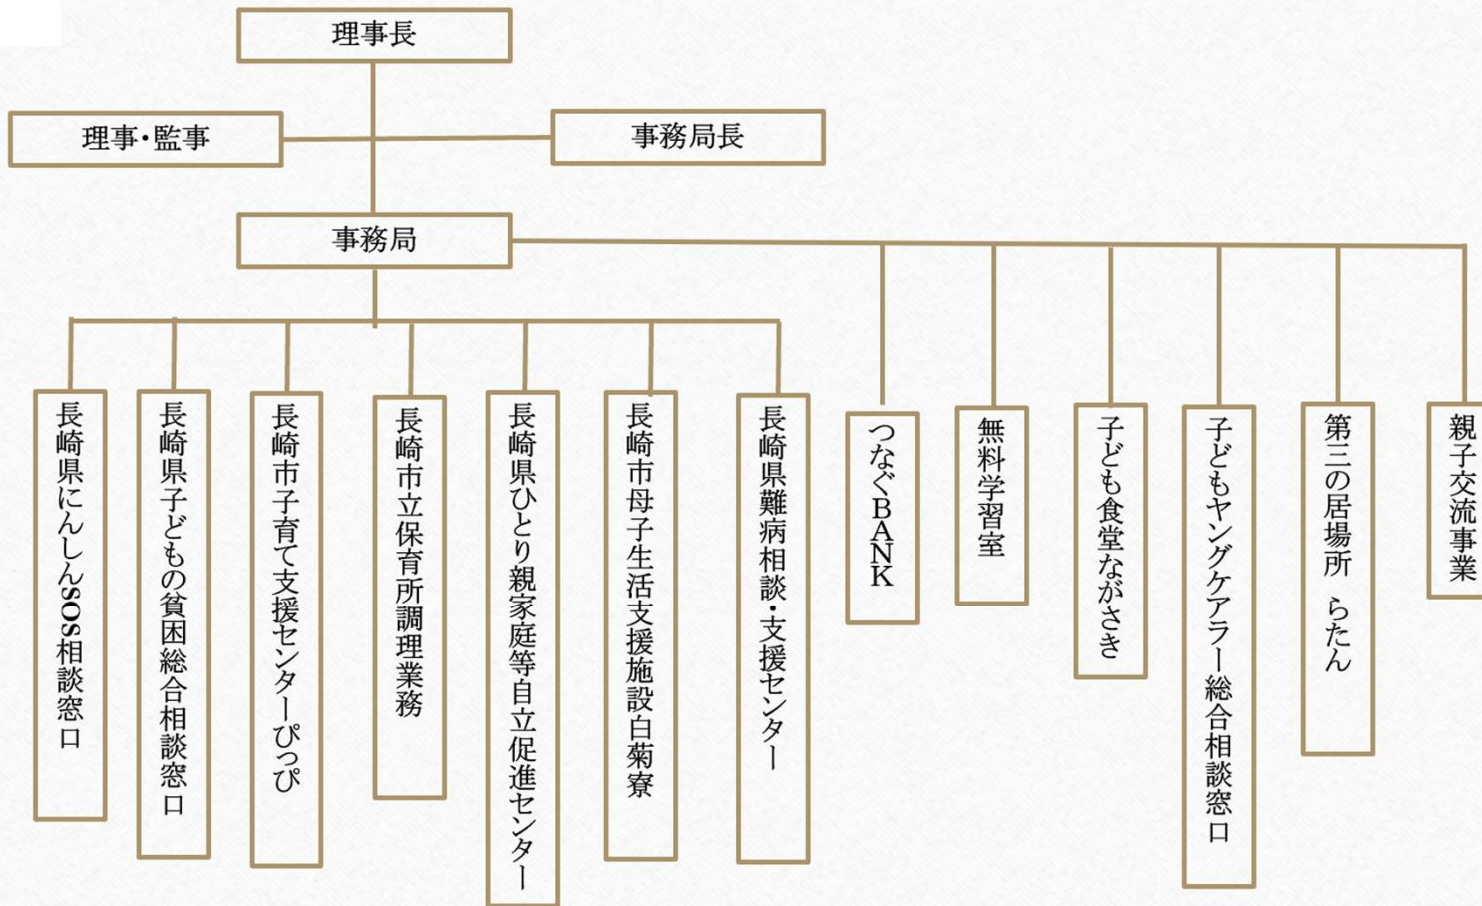 理事長
理事・監事
事務局長
事務局
長崎県にんしんSOS相談窓口
長崎県子どもの貧困総合相談窓口
長崎市子育て支援センターぴっぴ
長崎市立保育所調理業務
長崎県ひとり親家庭等自立促進センター
長崎市母子生活支援施設白菊寮
長崎県難病相談・支援センター
つなぐBANK
無料学習室
子ども食堂ながさき
子どもヤングケアラー総合相談窓口
第三の居場所 らたん
親子交流事業